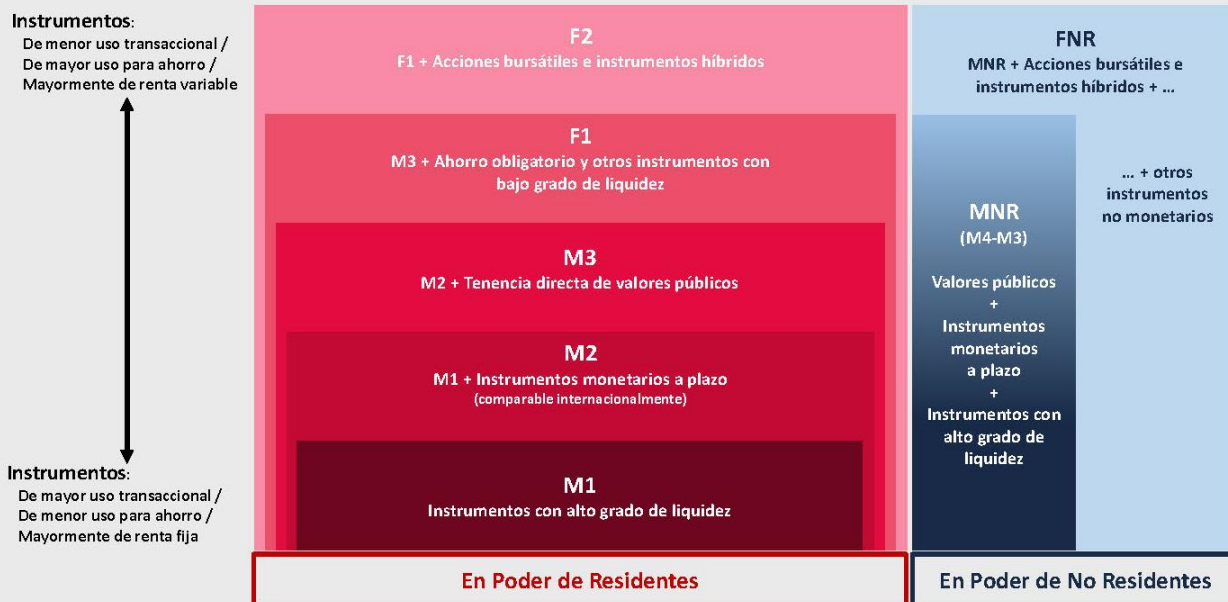 Instrumentos:
De menor uso transaccional /
De mayor uso para ahorro /
Mayormente de renta variable
Instrumentos:
De mayor uso transaccional /
De menor uso para ahorro /
Mayormente de renta fija
F2
F1 + Acciones bursátiles e instrumentos híbridos
F1
M3 + Ahorro obligatorio y otros instrumentos con
bajo grado de liquidez
M3
M2 + Tenencia directa de valores públicos
M2
M1 + Instrumentos monetarios a plazo
(comparable internacionalmente)
M1
Instrumentos con alto grado de liquidez
En Poder de Residentes
FNR
MNR + Acciones bursátiles e
instrumentos híbridos + ...
MNR
(M4-M3)
Valores públicos
+
Instrumentos
monetarios
a plazo
+
Instrumentos con
alto grado de
liquidez
... + otros
instrumentos
no monetarios
En Poder de No Residentes